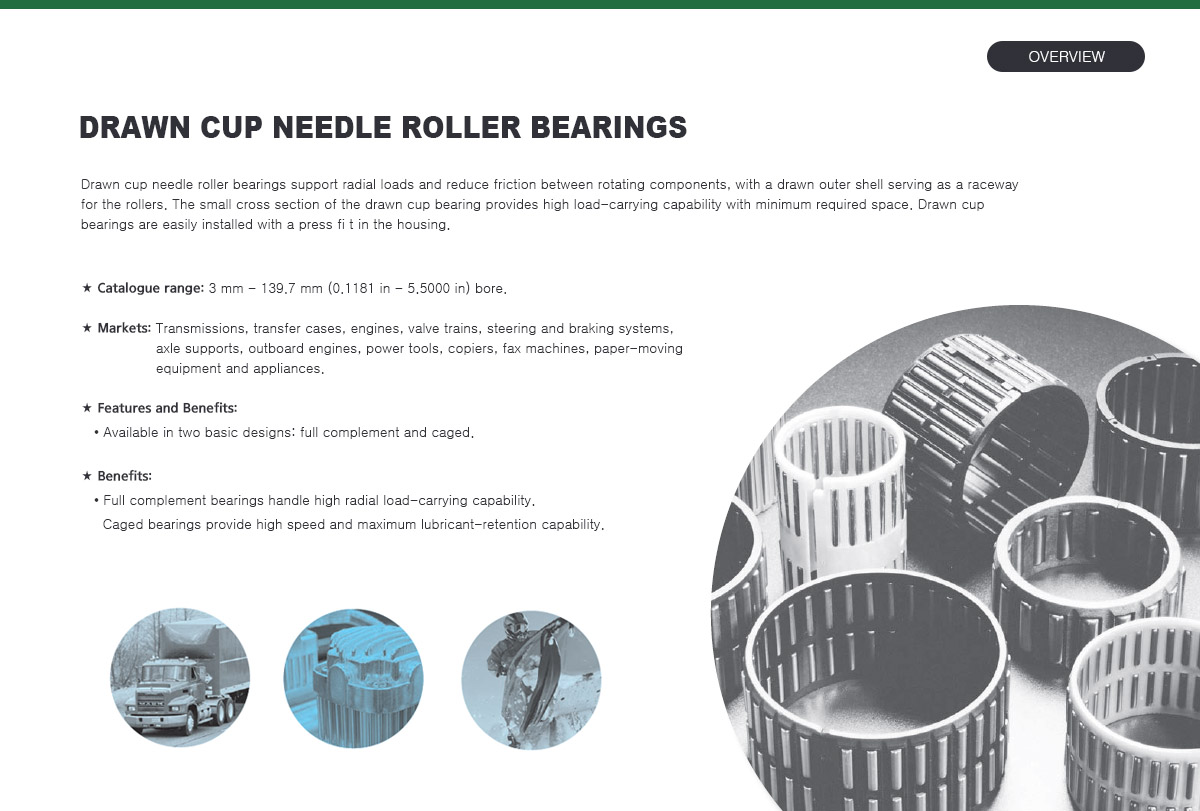 OVERVIEW
DRAWN CUP NEEDLE ROLLER BEARINGS
Drawn cup needle roller bearings support radial loads and reduce friction between rotating components, with a drawn outer shell serving as a raceway
for the rollers. The small cross section of the drawn cup bearing provides high load-carrying capability with minimum required space. Drawn cup
bearings are easily installed with a press fi t in the housing.
★ Catalogue range: 3 mm - 139.7 mm (0.1181 in - 5.5000 in) bore.
★ Markets: Transmissions, transfer cases, engines, valve trains, steering and braking systems,
axle supports, outboard engines, power tools, copiers, fax machines, paper-moving
equipment and appliances.
★ Features and Benefits:
• Available in two basic designs: full complement and caged.
★ Benefits:
• Full complement bearings handle high radial load-carrying capability.
Caged bearings provide high speed and maximum lubricant-retention capability.
MACK